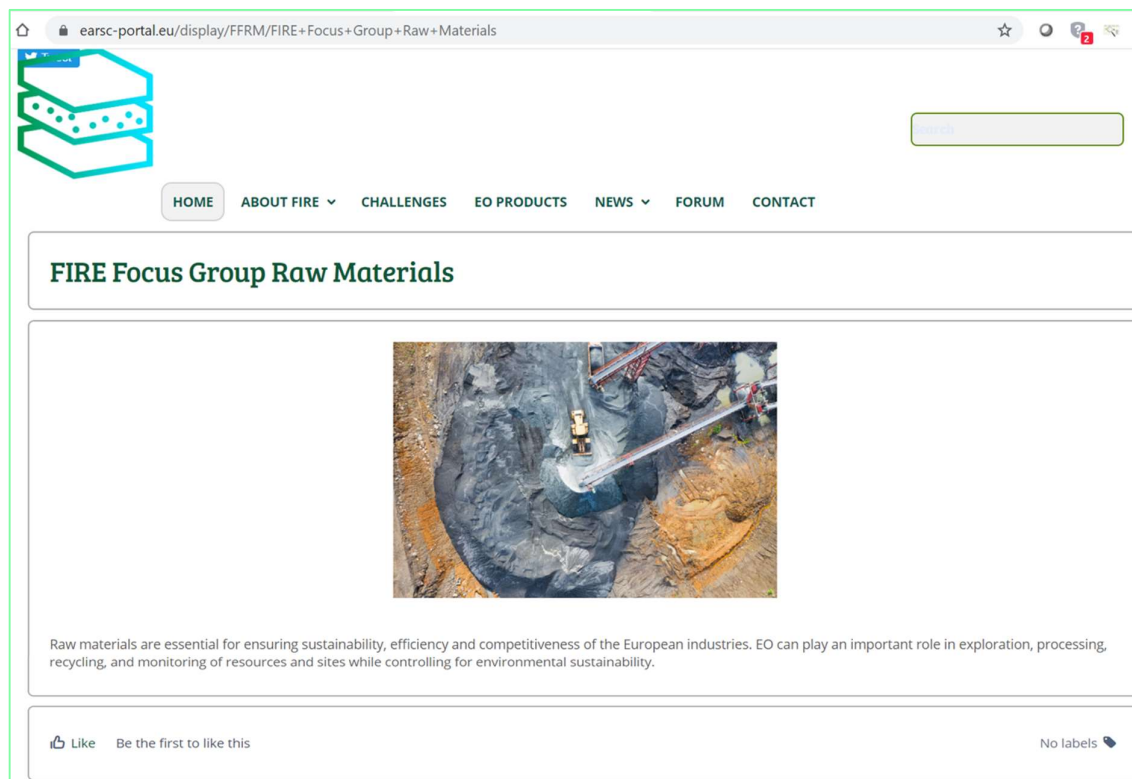 earsc-portal.eu/display/FFRM/FIRE+Focus+Group+Raw+Materials
2
Search
HOME ABOUT FIRE CHALLENGES EO PRODUCTS NEWS FORUM CONTACT
FIRE Focus Group Raw Materials
Raw materials are essential for ensuring sustainability, efficiency and competitiveness of the European industries. EO can play an important role in exploration, processing,
recycling, and monitoring of resources and sites while controlling for environmental sustainability.
Like Be the first to like this No labels